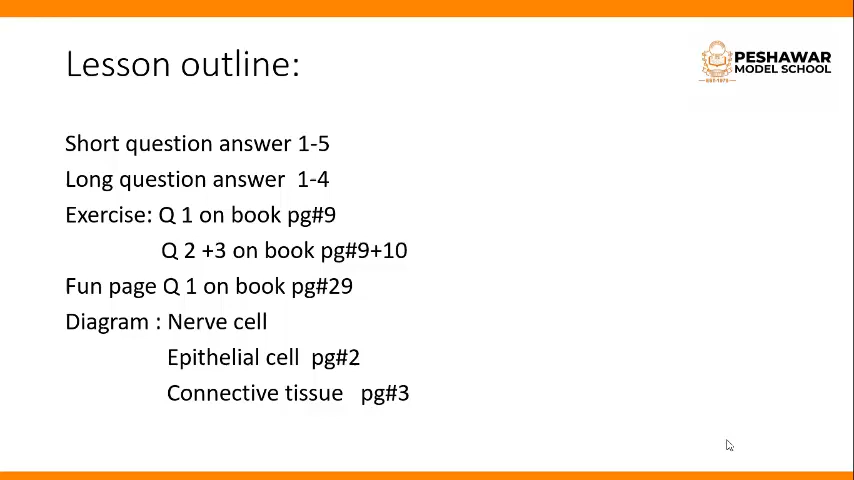 Lesson outline:
PESHAWAR
MODEL SCHOOL
EST-1979
Short question answer 1-5
Long question answer 1-4
Exercise: Q 1 on book pg#9
Q 2 +3 on book pg#9+10
Fun page Q 1 on book pg#29
Diagram : Nerve cell
Epithelial cell pg#2
Connective tissue pg#3